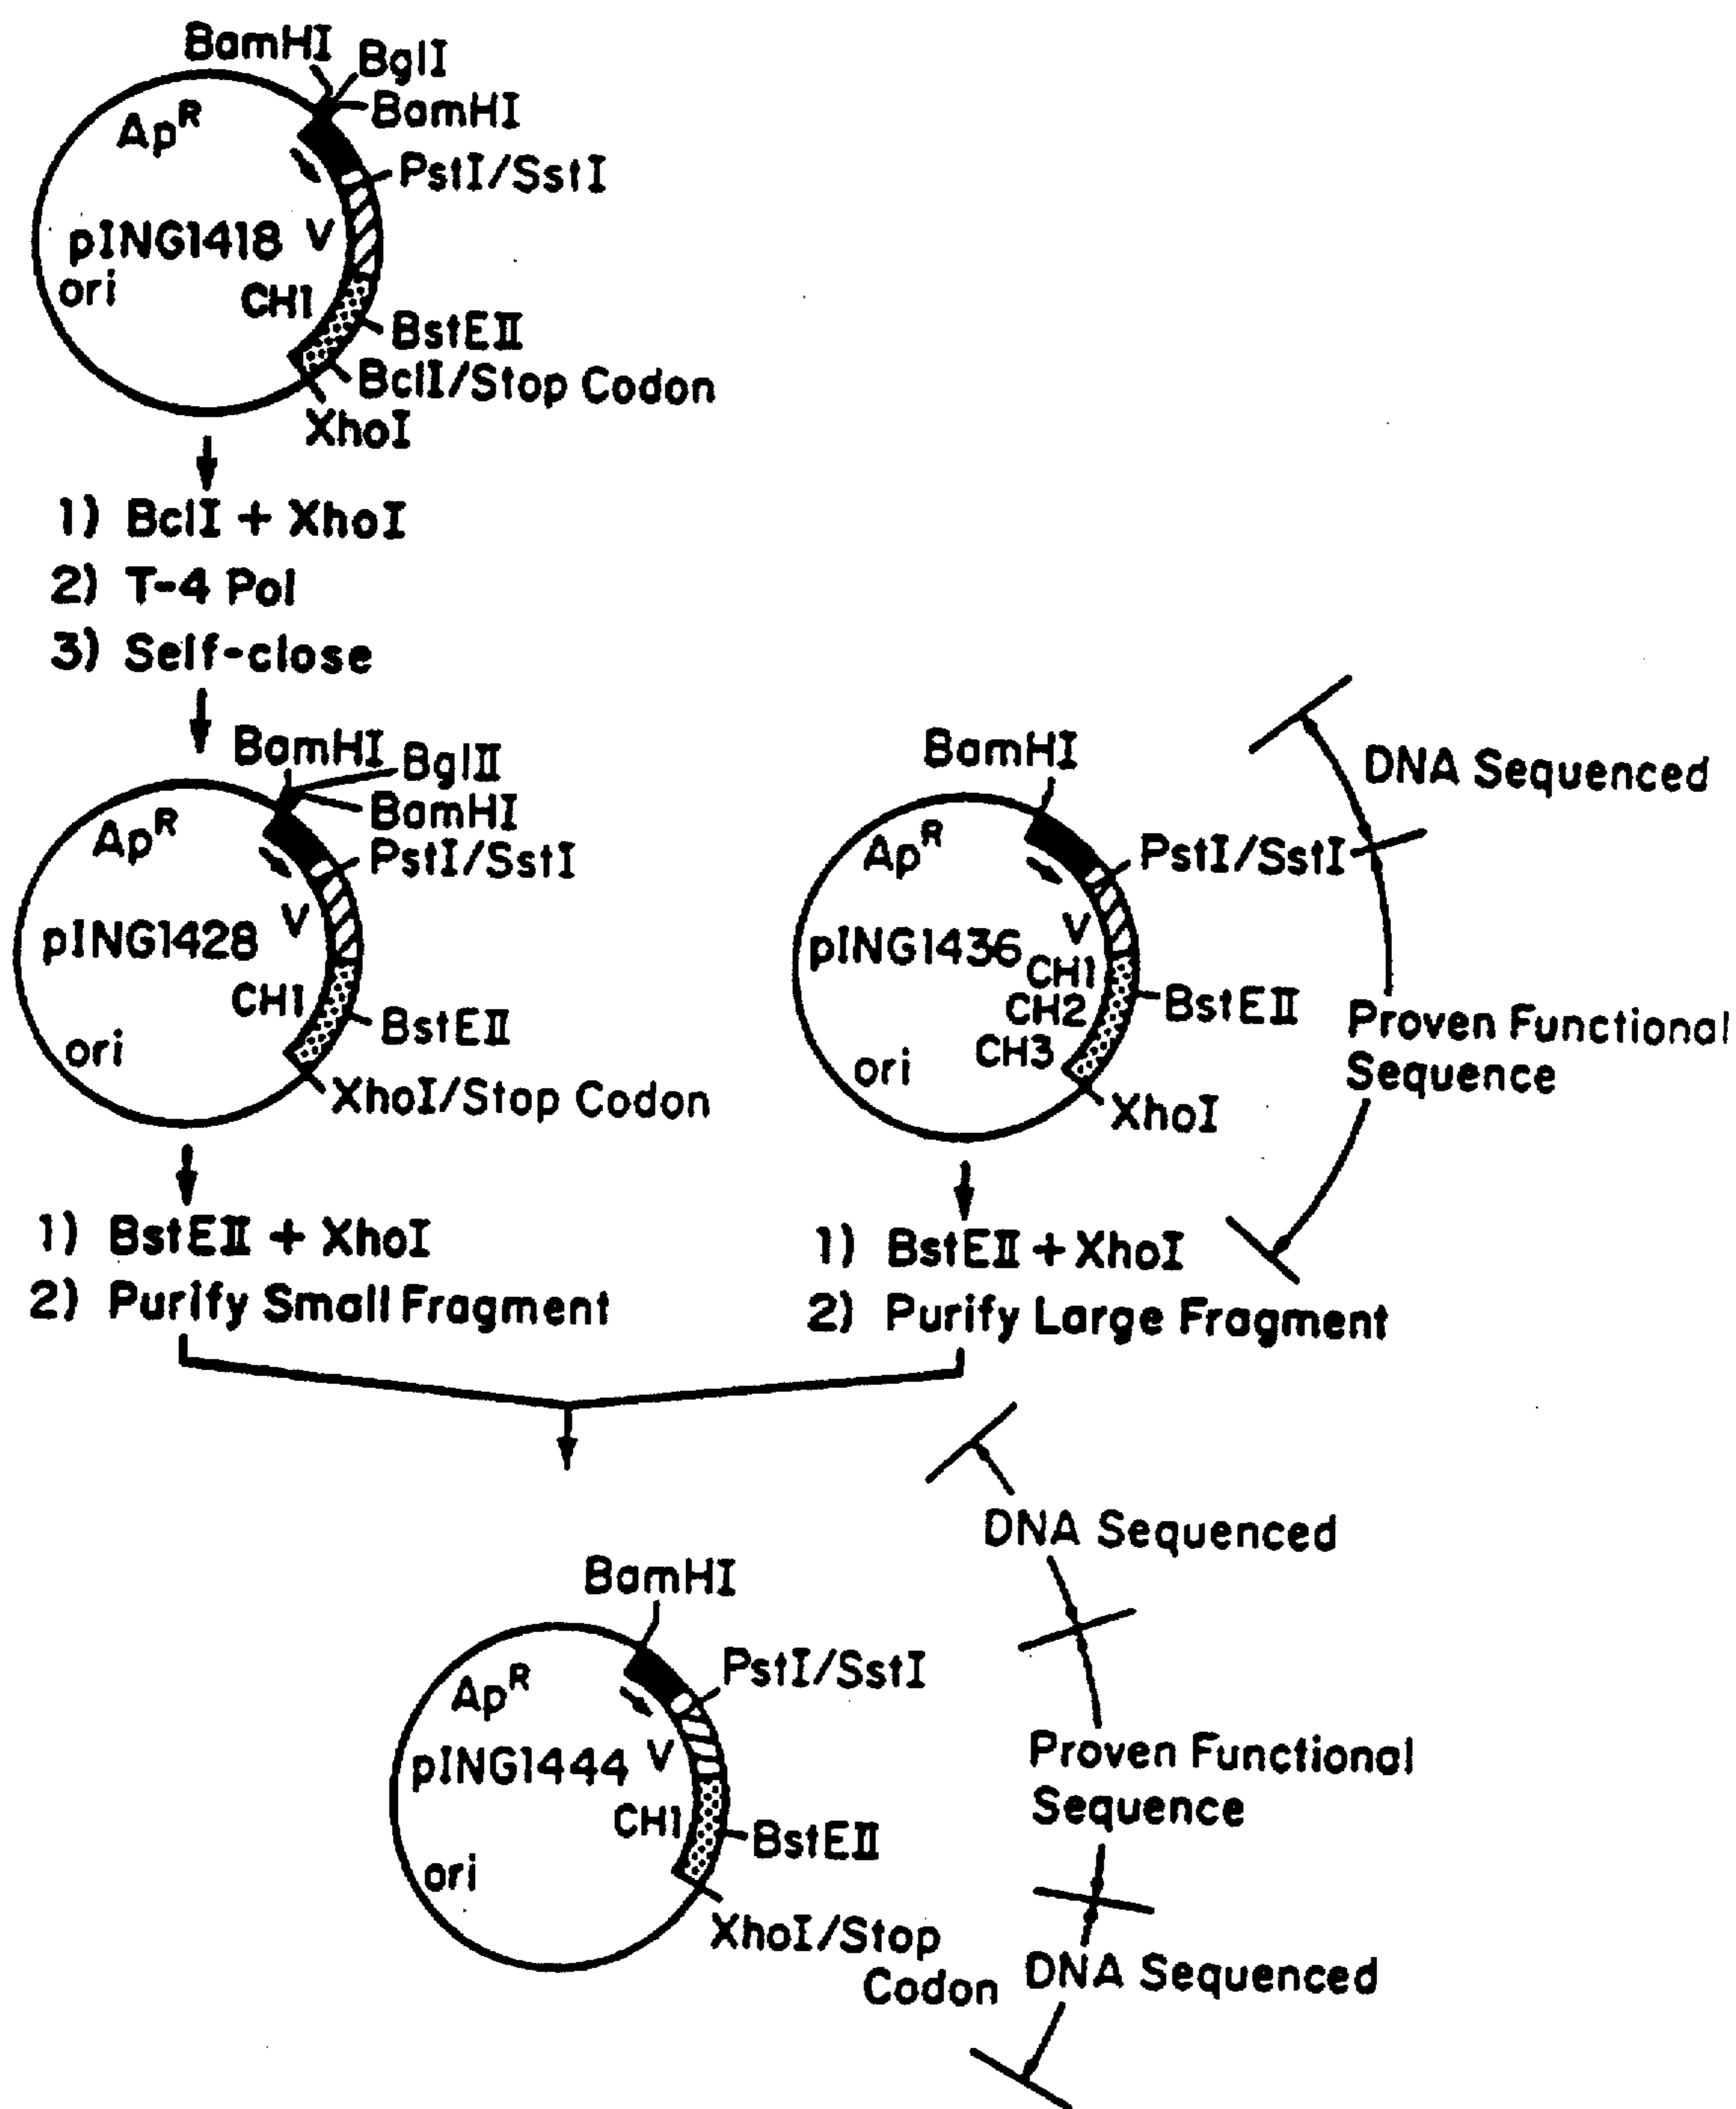 BamHI
BglI
BamHI
Ap^R
PstI/SstI
pING1418
V
ori
CH1
BstEII
BclI/Stop Codon
XhoI
1) BclI + XhoI
2) T-4 Pol
3) Self-close
BamHI
BglII
BamHI
Ap^R
PstI/SstI
V
pING1428
CH1
BstEII
ori
XhoI/Stop Codon
BamHI
DNA Sequenced
Ap^R
PstI/SstI
V
pING1436
CH1
CH2
BstEII
CH3
ori
XhoI
Proven Functional
Sequence
1) BstEII + XhoI
2) Purify Small Fragment
1) BstEII + XhoI
2) Purify Large Fragment
DNA Sequenced
BamHI
PstI/SstI
Ap^R
V
pING1444
CH1
BstEII
ori
XhoI/Stop
Codon
Proven Functional
Sequence
DNA Sequenced